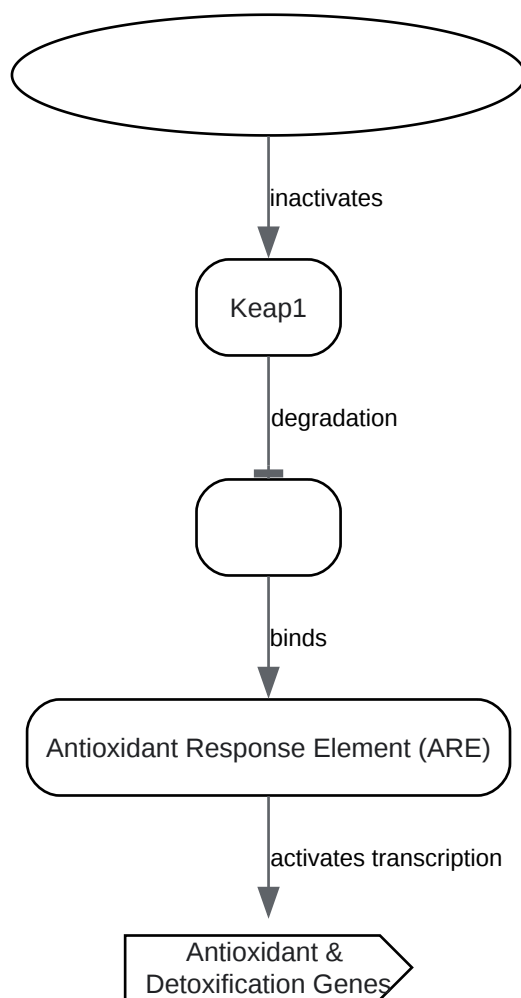 inactivates
Keap1
degradation
binds
Antioxidant Response Element (ARE)
activates transcription
Antioxidant &
Detoxification Genes